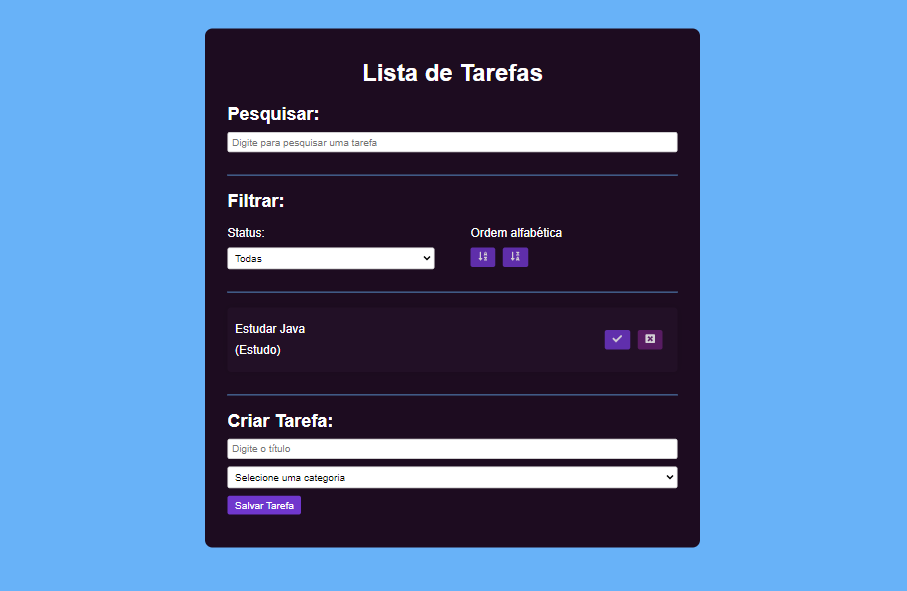 Lista de Tarefas
Pesquisar:
Digite para pesquisar uma tarefa
Filtrar:
Status:
Ordem alfabética
Todas
Estudar Java
(Estudo)
Criar Tarefa:
Digite o título
Selecione uma categoria
Salvar Tarefa